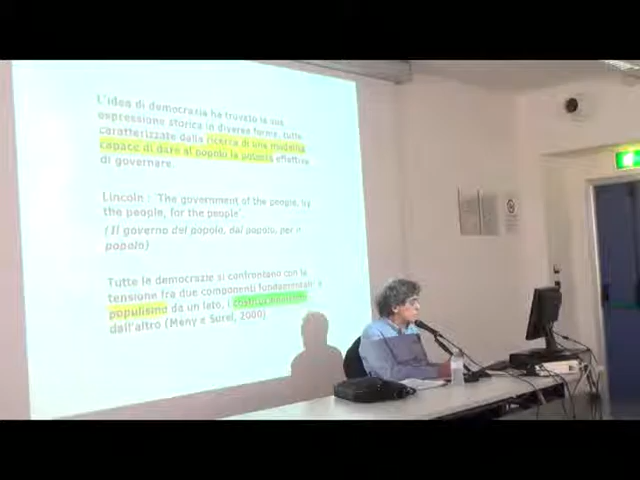 L'idea di democrazia ha trovato la sua
espressione storica in diverse forme, tutte
caratterizzate dalla ricerca di una modalità
capace di dare al popolo la potenza effettiva
di governare.
Lincoln : "The government of the people, by
the people, for the people".
(Il governo del popolo, dal popolo, per il
popolo)
Tutte le democrazie si confrontano con la
tensione fra due componenti fondamentali: il
populismo da un lato, i
dall'altro (Meny e Surel, 2000)